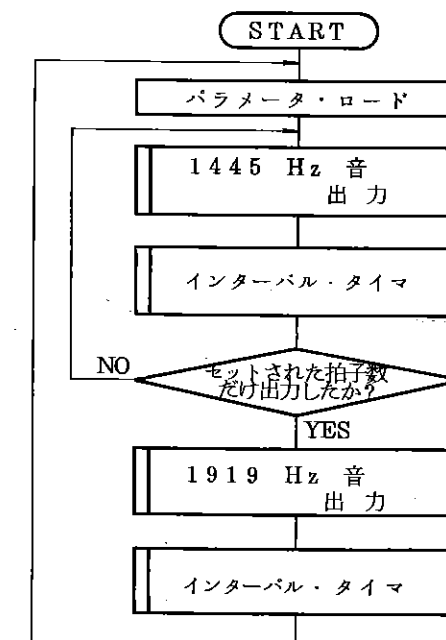 START
パラメータ・ロード
1445 Hz 音
出力
インターバル・タイマ
セットされた拍子数
だけ出力したか?
NO
YES
1919 Hz 音
出力
インターバル・タイマ